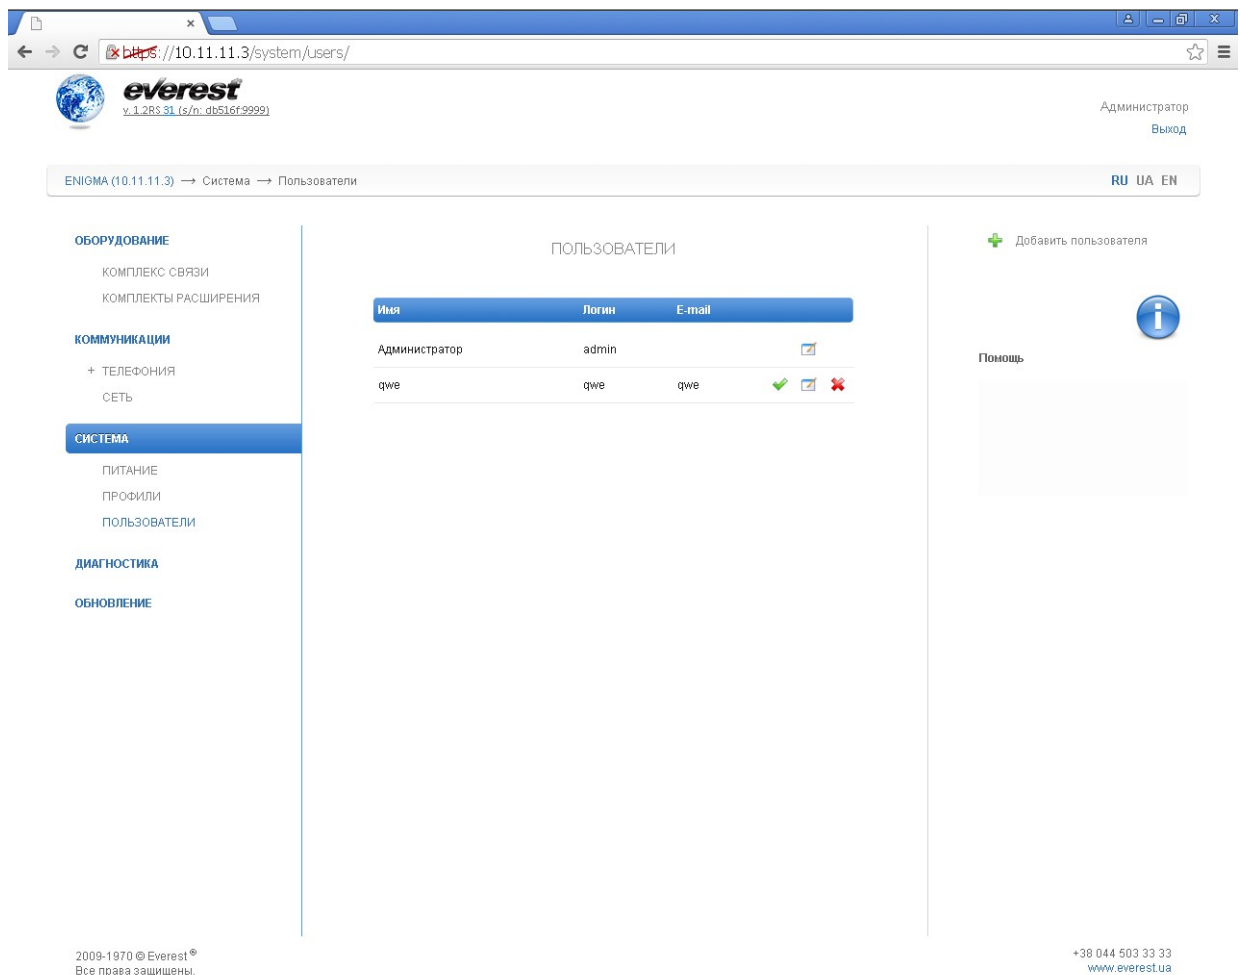 https://10.11.11.3/system/users/
everest
v. 1.2RS 31 (s/n: db516f:9999)
Администратор
Выход
ENIGMA (10.11.11.3) → Система → Пользователи
RU UA EN
ОБОРУДОВАНИЕ
КОМПЛЕКС СВЯЗИ
КОМПЛЕКТЫ РАСШИРЕНИЯ
КОММУНИКАЦИИ
+ ТЕЛЕФОНИЯ
СЕТЬ
СИСТЕМА
ПИТАНИЕ
ПРОФИЛИ
ПОЛЬЗОВАТЕЛИ
ДИАГНОСТИКА
ОБНОВЛЕНИЕ
ПОЛЬЗОВАТЕЛИ
Имя Логин E-mail
Администратор admin
qwe qwe qwe
Добавить пользователя
Помощь
2009-1970 © Everest ®
Все права защищены.
+38 044 503 33 33
www.everest.ua